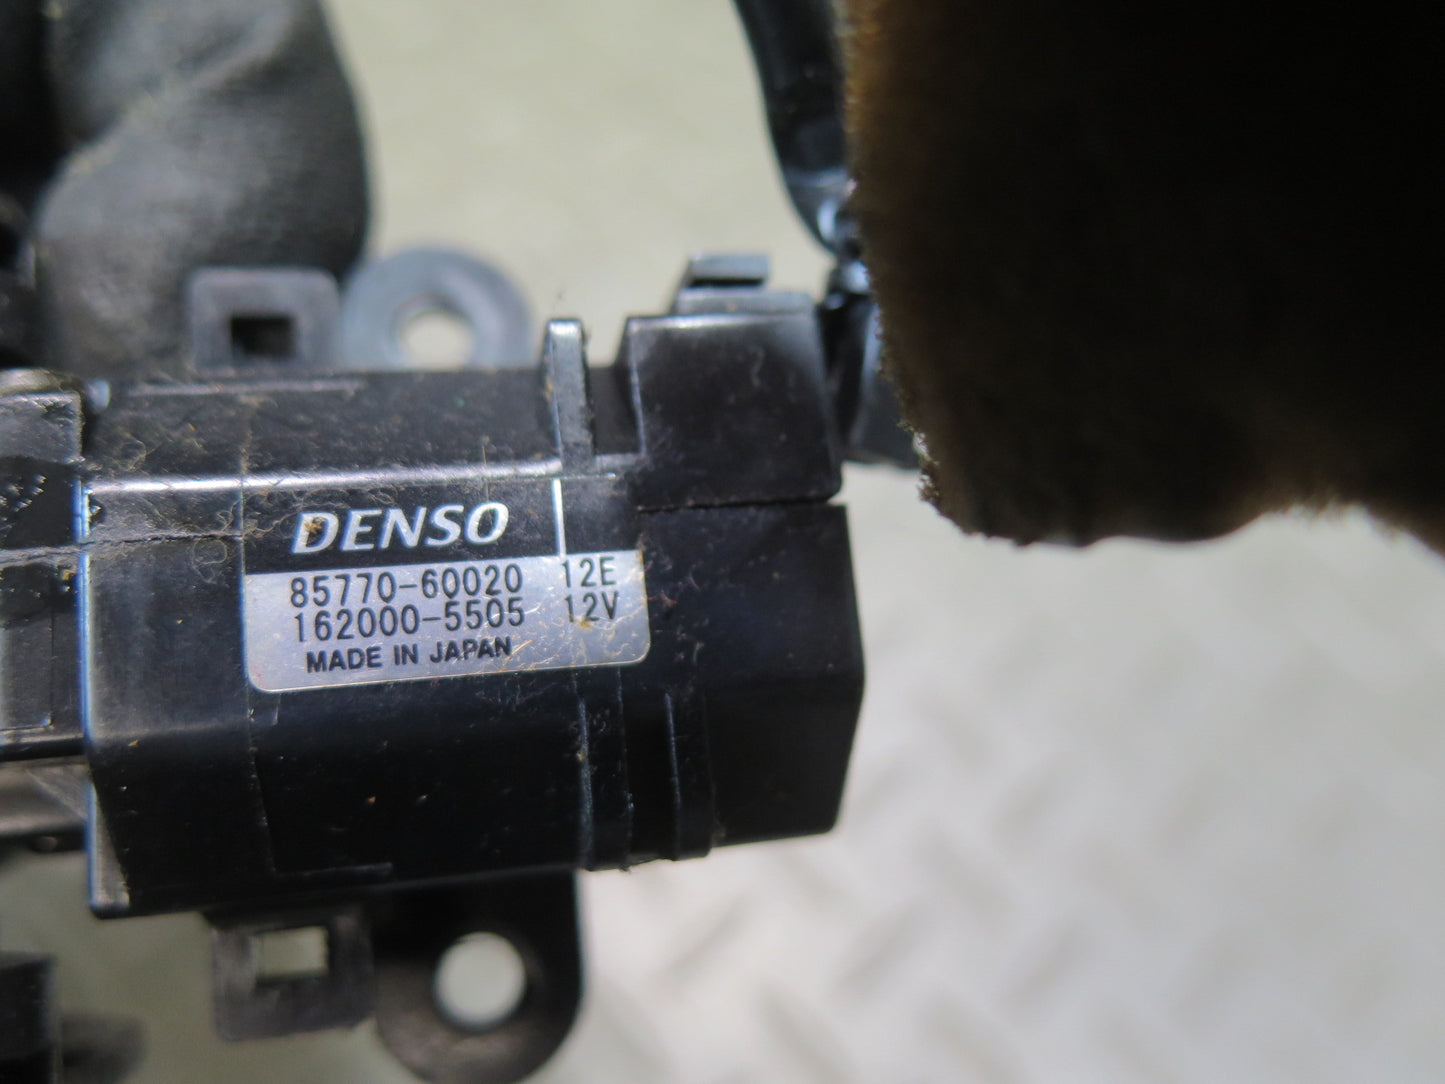 DENSO
85770-60020 12E
162000-5505 12V
MADE IN JAPAN